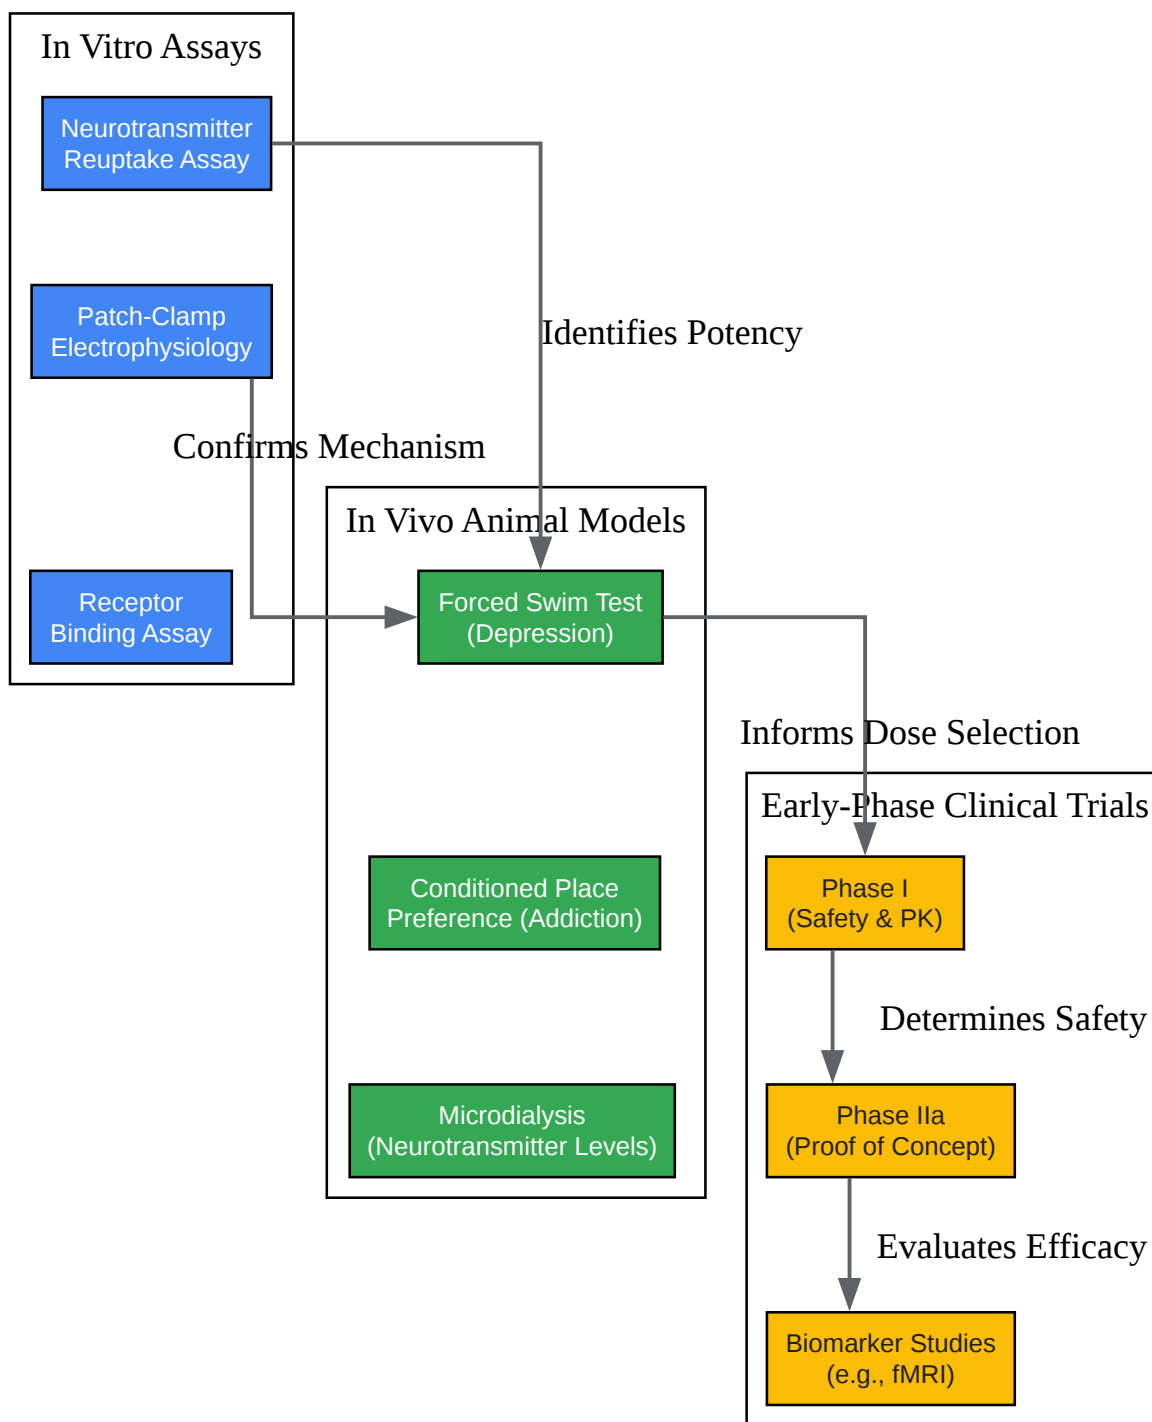 In Vitro Assays
Neurotransmitter
Reuptake Assay
Patch-Clamp
Electrophysiology
Identifies Potency
Confirms Mechanism
In Vivo Animal Models
Receptor
Binding Assay
Forced Swim Test
(Depression)
Informs Dose Selection
Early-Phase Clinical Trials
Conditioned Place
Preference (Addiction)
Phase I
(Safety & PK)
Determines Safety
Microdialysis
(Neurotransmitter Levels)
Phase IIa
(Proof of Concept)
Evaluates Efficacy
Biomarker Studies
(e.g., fMRI)